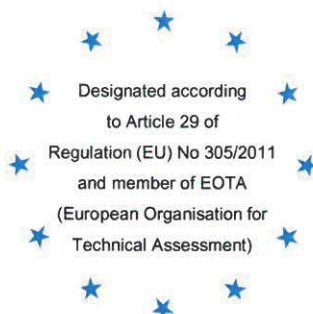 Designated according
to Article 29 of
Regulation (EU) No 305/2011
and member of EOTA
(European Organisation for
Technical Assessment)